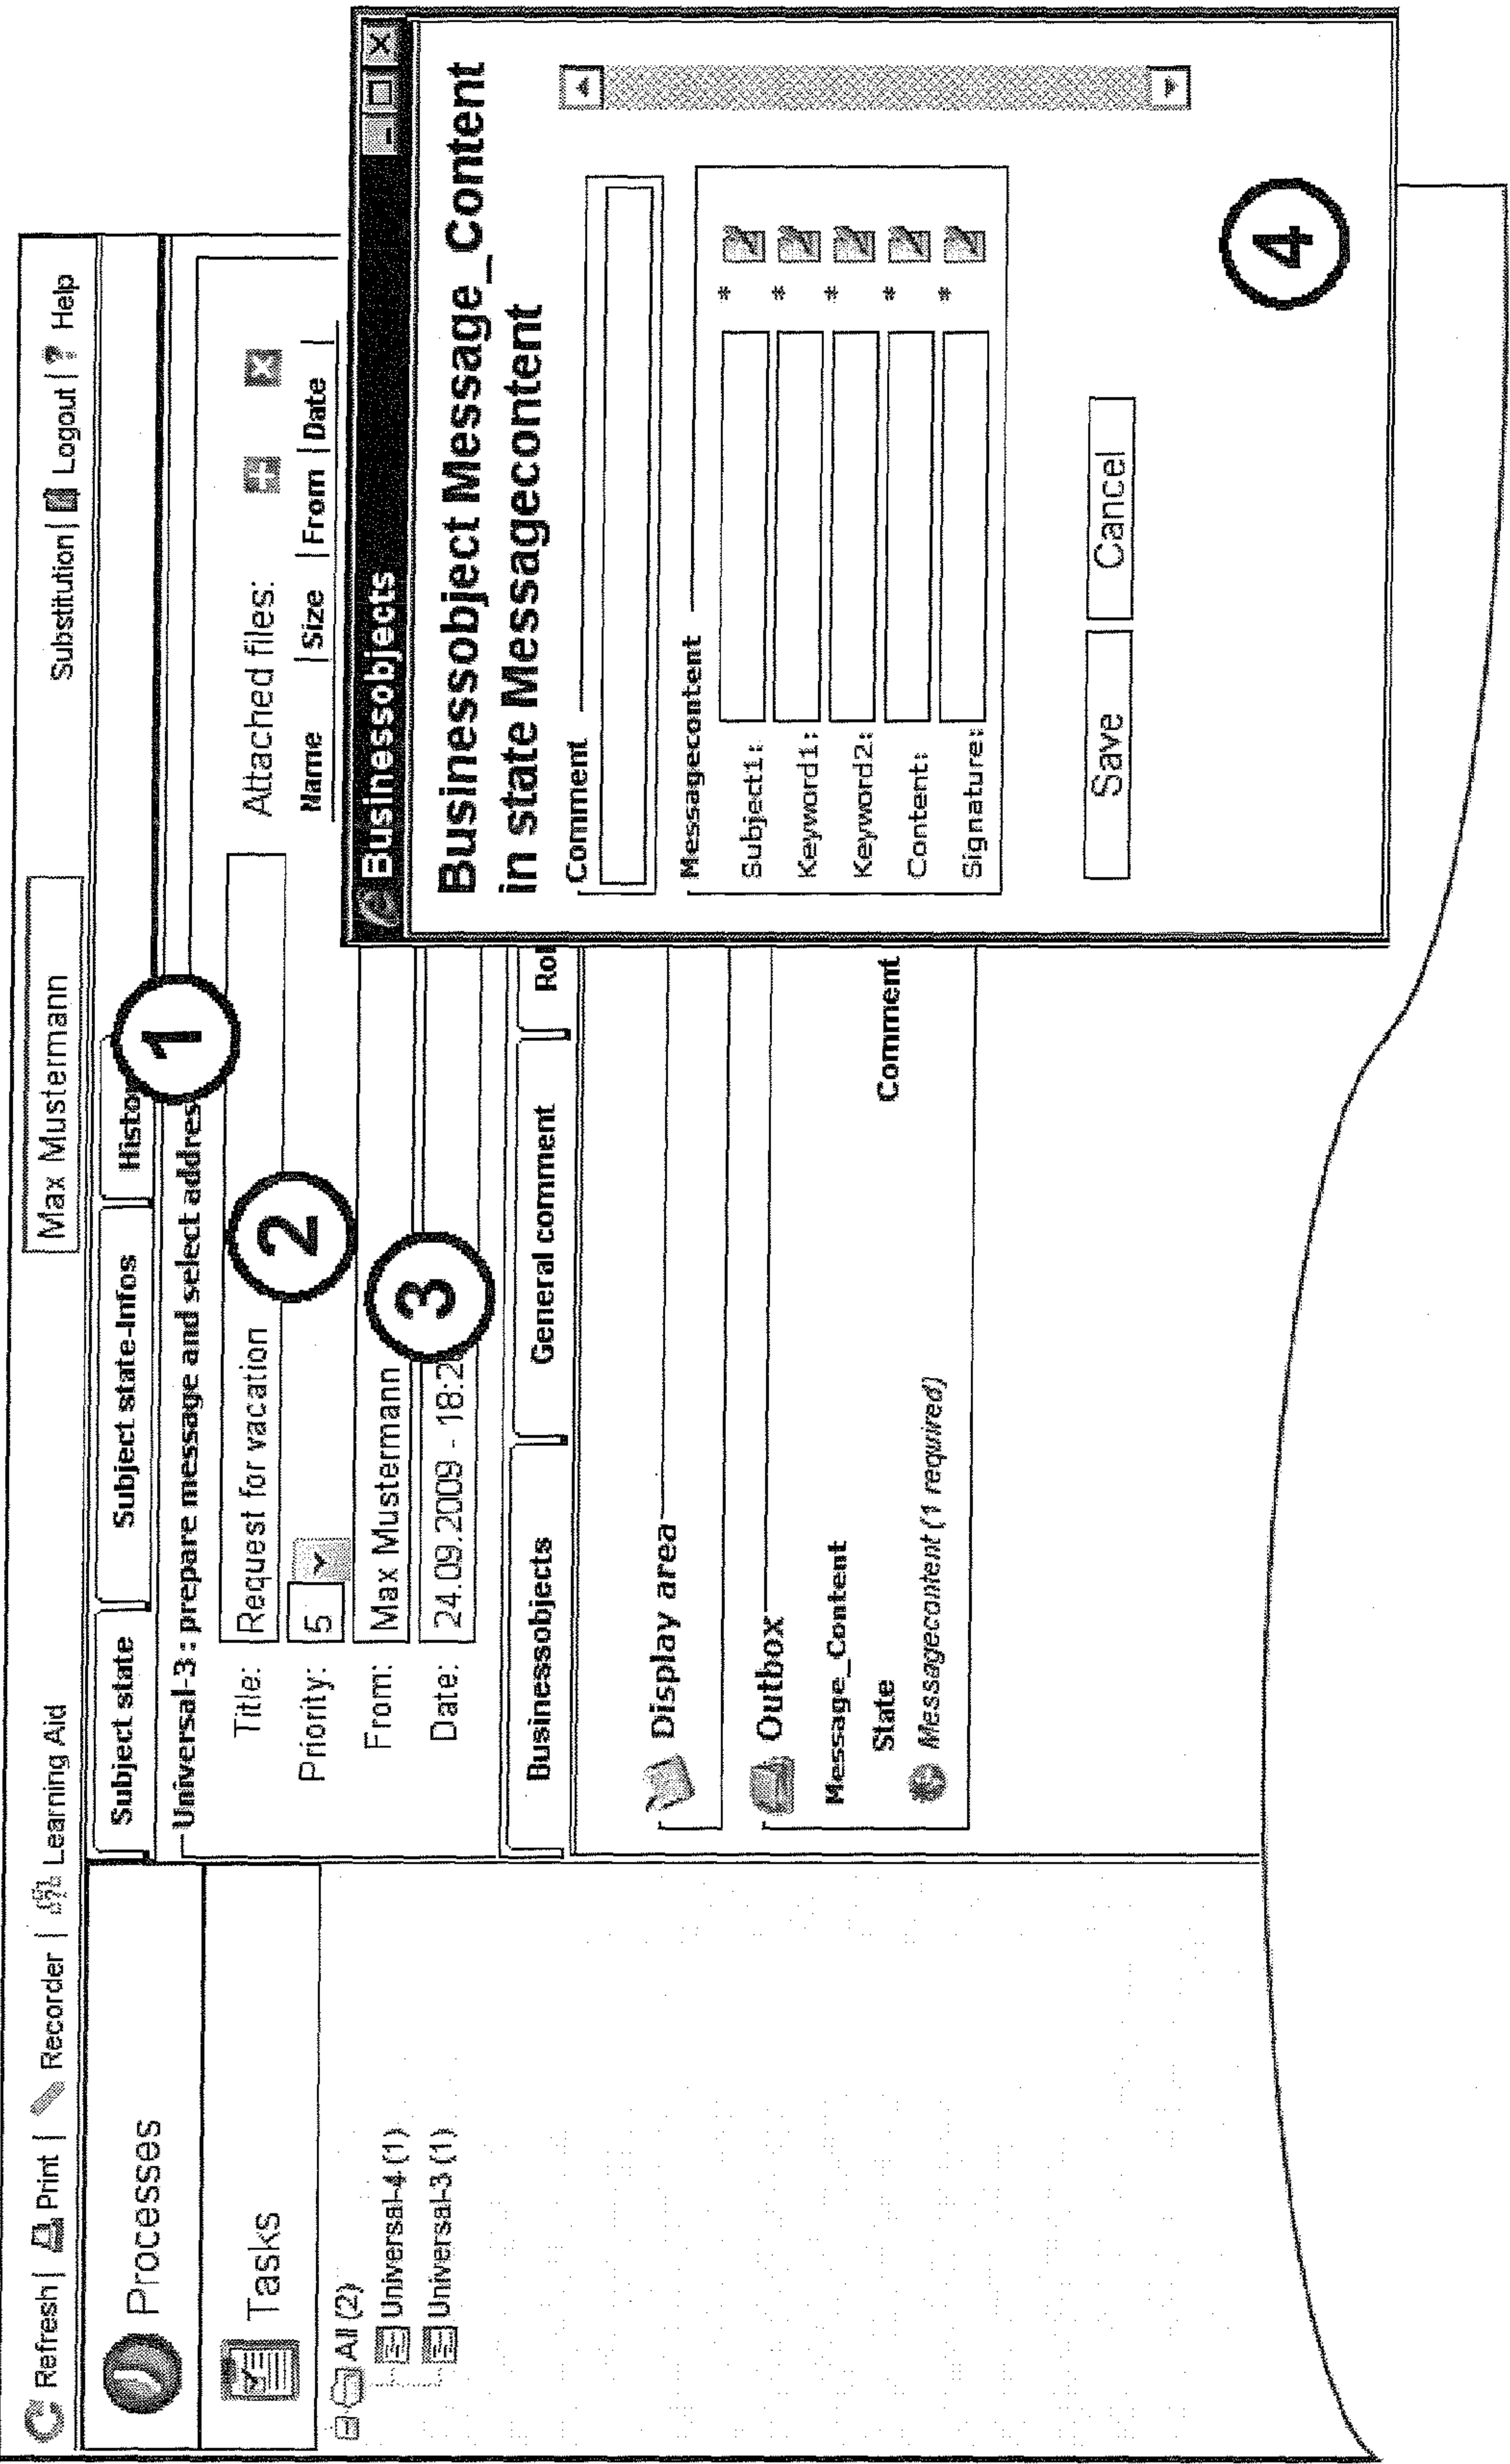 Refresh | Print | Recorder | Learning Aid
Max Mustermann
Substitution | Logout | ? Help
Processes
Tasks
All (2)
Universal-4 (1)
Universal-3 (1)
Subject state
Subject state-Infos
1
Universal-3 : prepare message and select
Title: Request for vacation
2
Priority: 5
From: Max Mustermann
3
Date: 24.09.2009 - 18:2
Attached files:
Name | Size | From | Date |
Businessobjects
General comment
Display area
Outbox
Message_Content
State
Comment
Messagecontent (1 required)
Businessobjects
Businessobject Message_Content
in state Messagecontent
Comment
Messagecontent
Subject1: *
Keyword1: *
Keyword2: *
Content: *
Signature: *
Save
Cancel
4